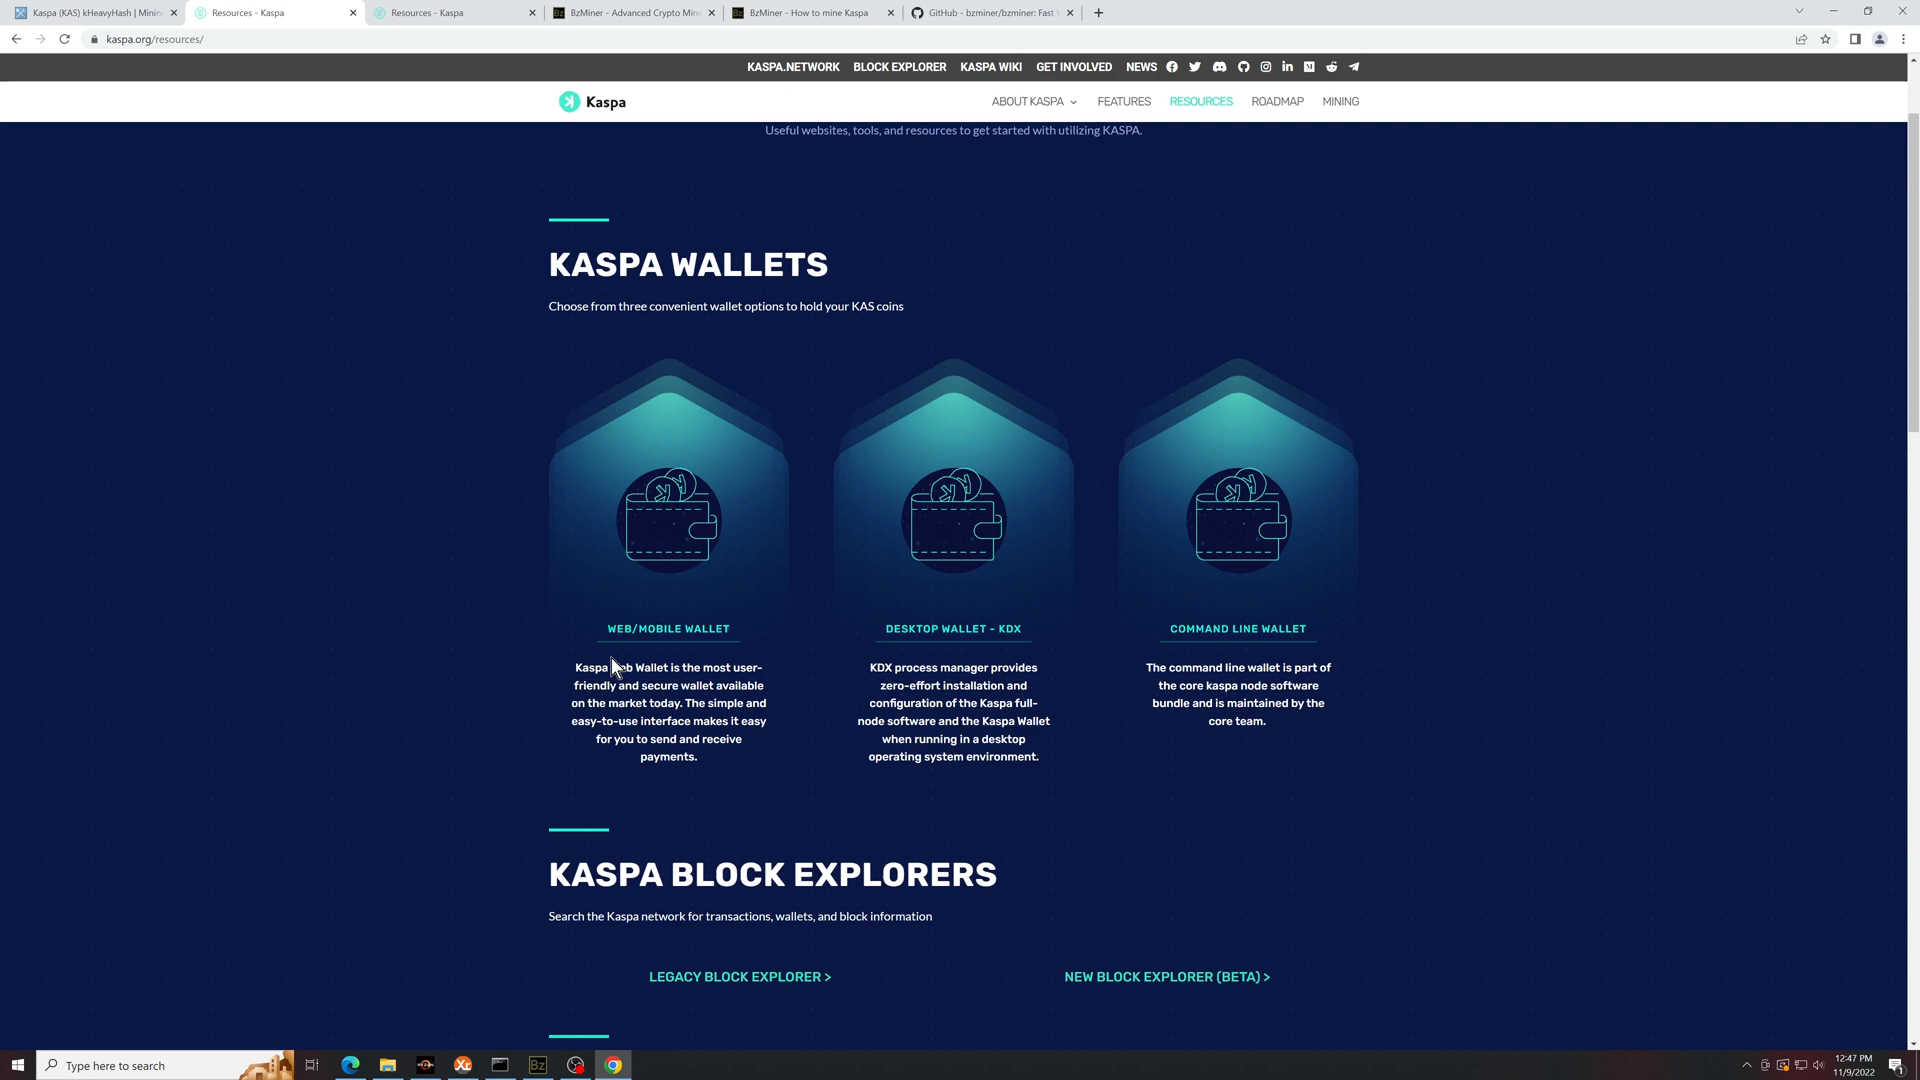 Kaspa (KAS) kHeavyHash | Mining
Resources - Kaspa
Resources - Kaspa
BzMiner - Advanced Crypto Mine
BzMiner - How to mine Kaspa
GitHub - bzminer/bzminer: Fast
kaspa.org/resources/
KASPA.NETWORK BLOCK EXPLORER KASPA WIKI GET INVOLVED NEWS
Kaspa
ABOUT KASPA FEATURES RESOURCES ROADMAP MINING
Useful websites, tools, and resources to get started with utilizing KASPA.
KASPA WALLETS
Choose from three convenient wallet options to hold your KAS coins
WEB/MOBILE WALLET
Kaspa Wallet is the most user-
friendly and secure wallet available
on the market today. The simple and
easy-to-use interface makes it easy
for you to send and receive
payments.
DESKTOP WALLET - KDX
KDX process manager provides
zero-effort installation and
configuration of the Kaspa full-
node software and the Kaspa Wallet
when running in a desktop
operating system environment.
COMMAND LINE WALLET
The command line wallet is part of
the core kaspa node software
bundle and is maintained by the
core team.
KASPA BLOCK EXPLORERS
Search the Kaspa network for transactions, wallets, and block information
LEGACY BLOCK EXPLORER >
NEW BLOCK EXPLORER (BETA) >
Type here to search
Bz
12:47 PM
11/9/2022
1